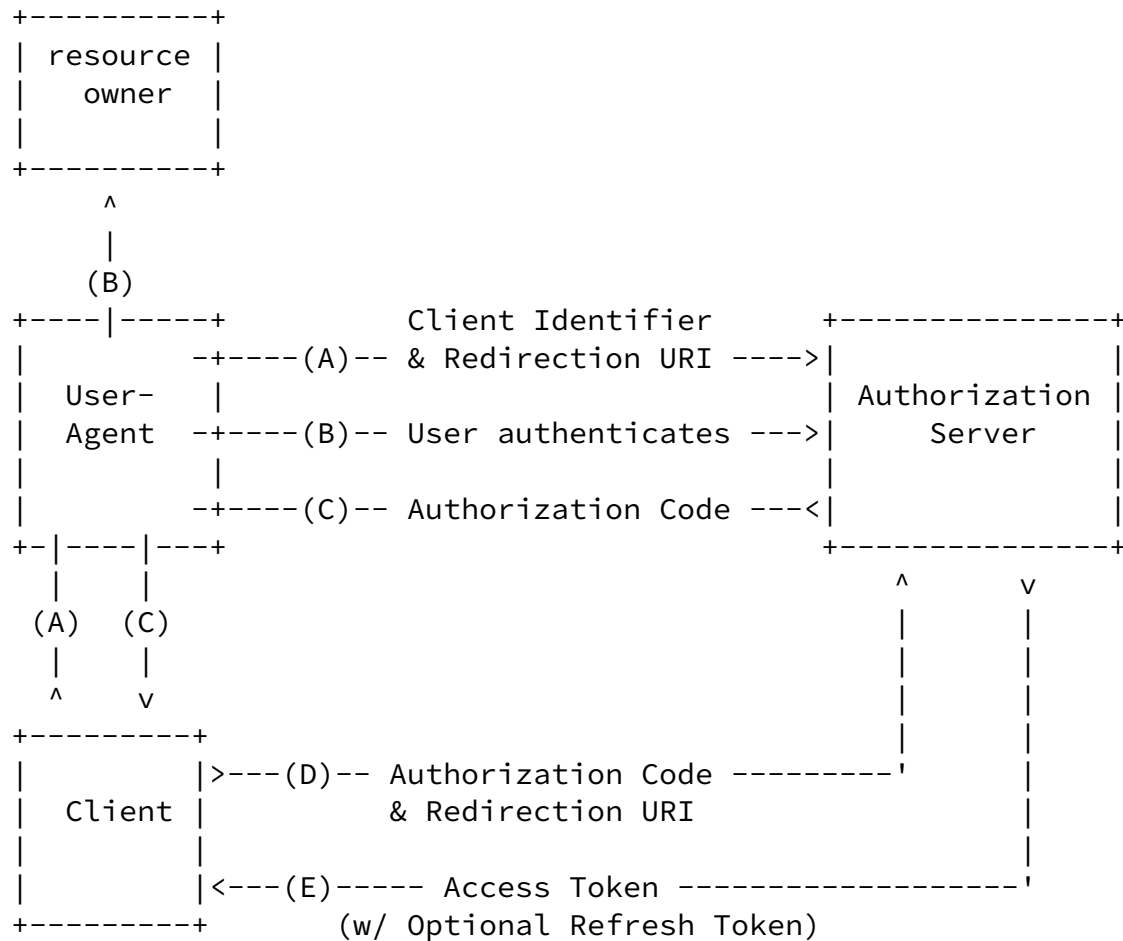 resource
owner
(B)
Client Identifier
(A) & Redirection URI
User-
Agent
Authorization
Server
(B) User authenticates
(C) Authorization Code
(A) (C)
(D) Authorization Code
& Redirection URI
Client
(E) Access Token
(w/ Optional Refresh Token)